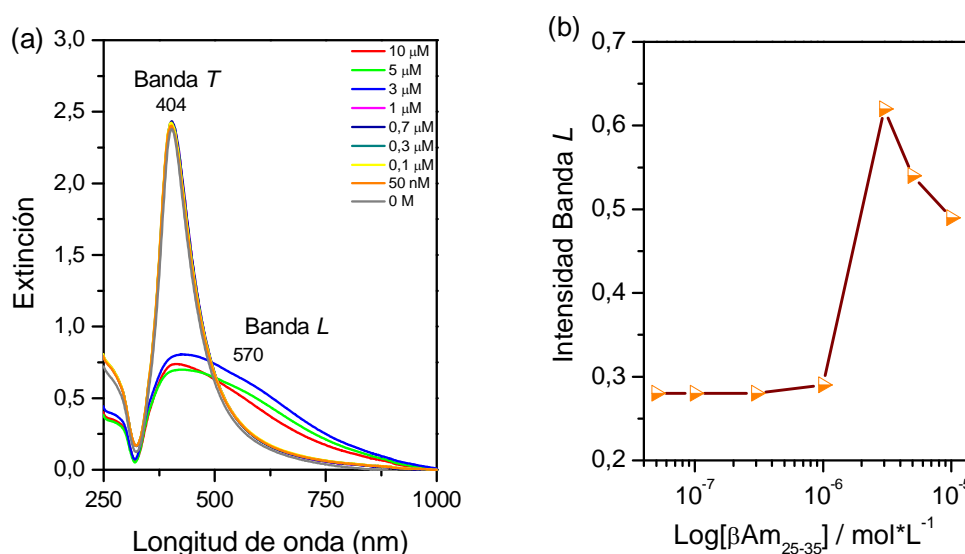 (a)
3,0
2,5
2,0
1,5
1,0
0,5
0,0
Extinción
Banda T
404
Banda L
570
10 μM
5 μM
3 μM
1 μM
0,7 μM
0,3 μM
0,1 μM
50 nM
0 M
250 500 750 1000
Longitud de onda (nm)
(b)
0,7
0,6
0,5
0,4
0,3
0,2
Intensidad Banda L
10⁻⁷ 10⁻⁶ 10⁻⁵
Log[βAm₂₅₋₃₅] / mol*L⁻¹